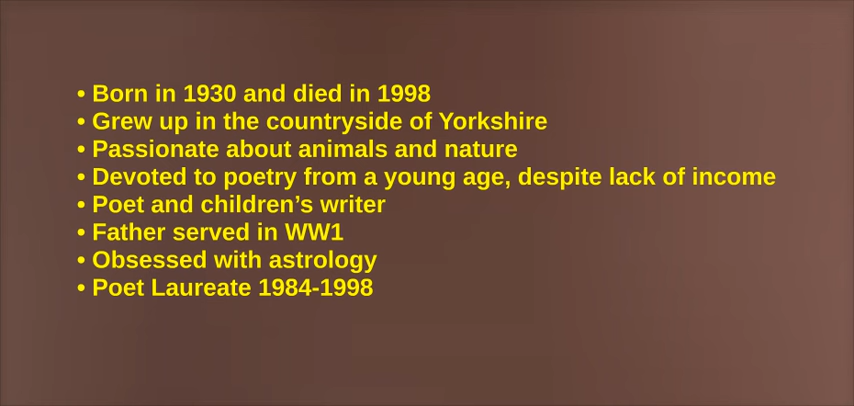 • Born in 1930 and died in 1998
• Grew up in the countryside of Yorkshire
• Passionate about animals and nature
• Devoted to poetry from a young age, despite lack of income
• Poet and children’s writer
• Father served in WW1
• Obsessed with astrology
• Poet Laureate 1984-1998